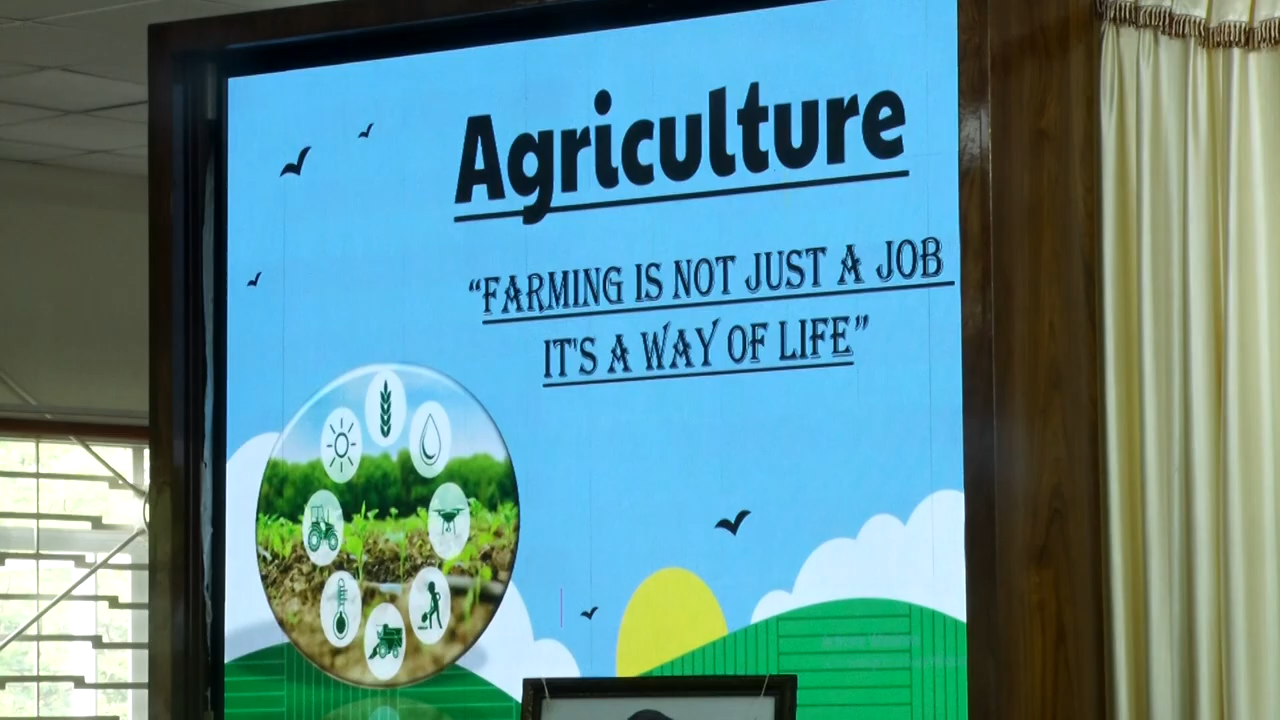 Agriculture
“FARMING IS NOT JUST A JOB
IT'S A WAY OF LIFE”